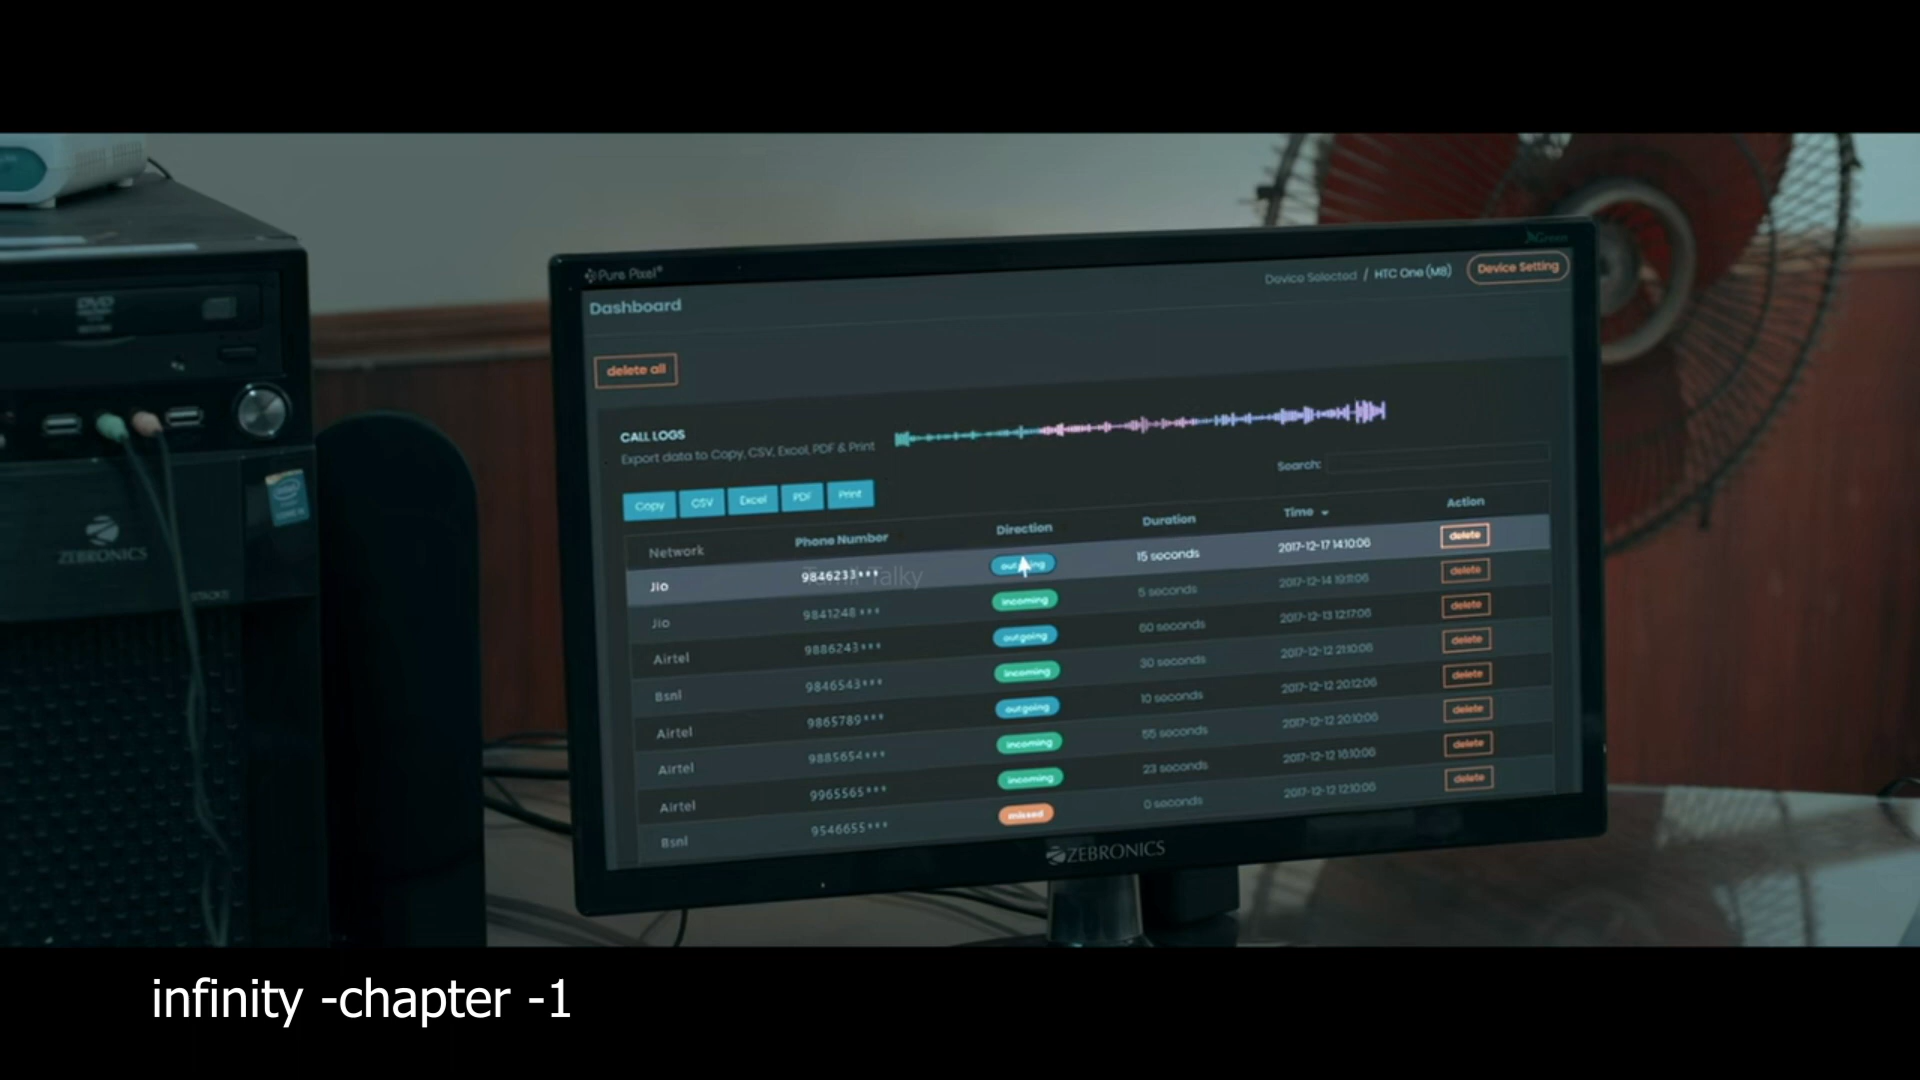 Pure Pixel
Green
Dashboard
Device Selected / HTC One (M8)
Device Setting
delete all
CALL LOGS
Export data to Copy, CSV, Excel, PDF & Print
Search:
Copy CSV Excel PDF Print
Network Phone Number Direction Duration Time Action
Jio 9846233*** outgoing 15 seconds 2017-12-17 14:10:06 delete
Jio 9841248*** incoming 5 seconds 2017-12-14 10:11:06 delete
Airtel 9886243*** outgoing 60 seconds 2017-12-13 12:17:06 delete
Bsnl 9846543*** incoming 30 seconds 2017-12-12 21:10:06 delete
Airtel 9865789*** outgoing 10 seconds 2017-12-12 20:12:06 delete
Airtel 9885654*** incoming 55 seconds 2017-12-12 20:10:06 delete
Airtel 9965565*** incoming 23 seconds 2017-12-12 16:10:06 delete
Bsnl 9546655*** missed 0 seconds 2017-12-12 12:10:06 delete
Talky
ZEBRONICS
ZEBRONICS
infinity -chapter -1